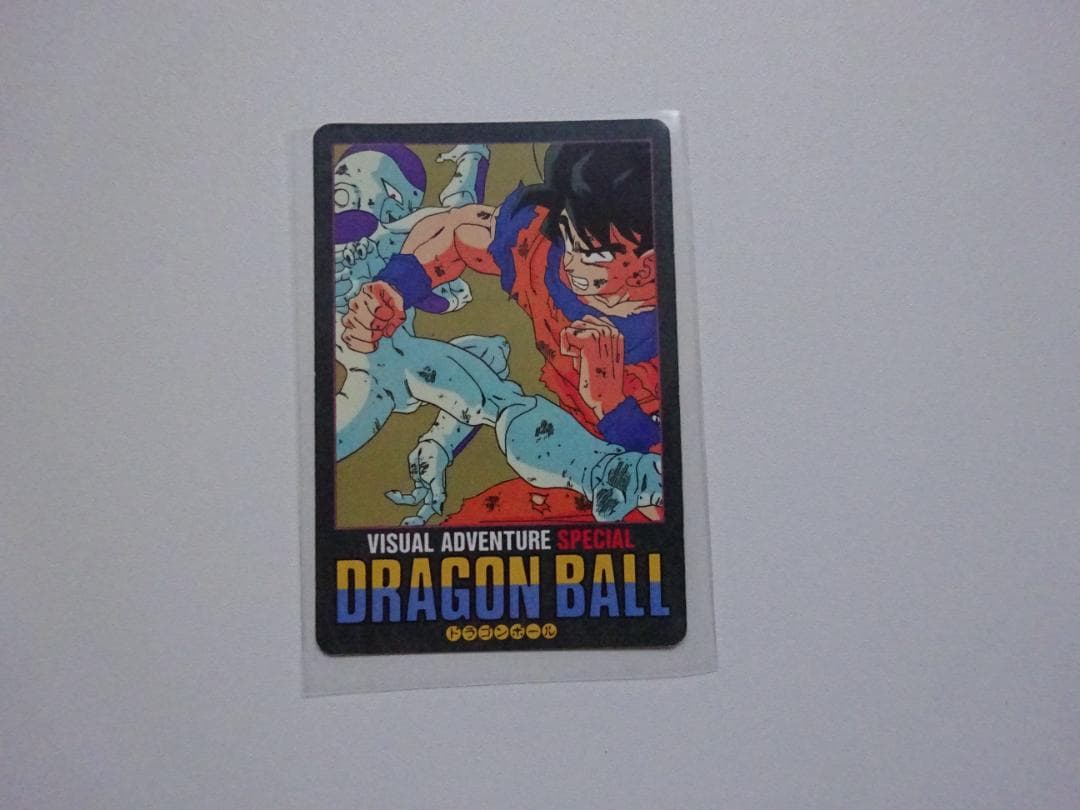 VISUAL ADVENTURE SPECIAL
DRAGON BALL
ドラゴンボール